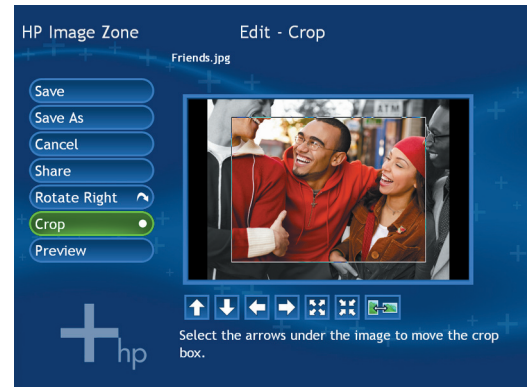 HP Image Zone
Edit - Crop
Friends.jpg
Save
Save As
Cancel
Share
Rotate Right
Crop
Preview
ATM
Select the arrows under the image to move the crop
box.
hp